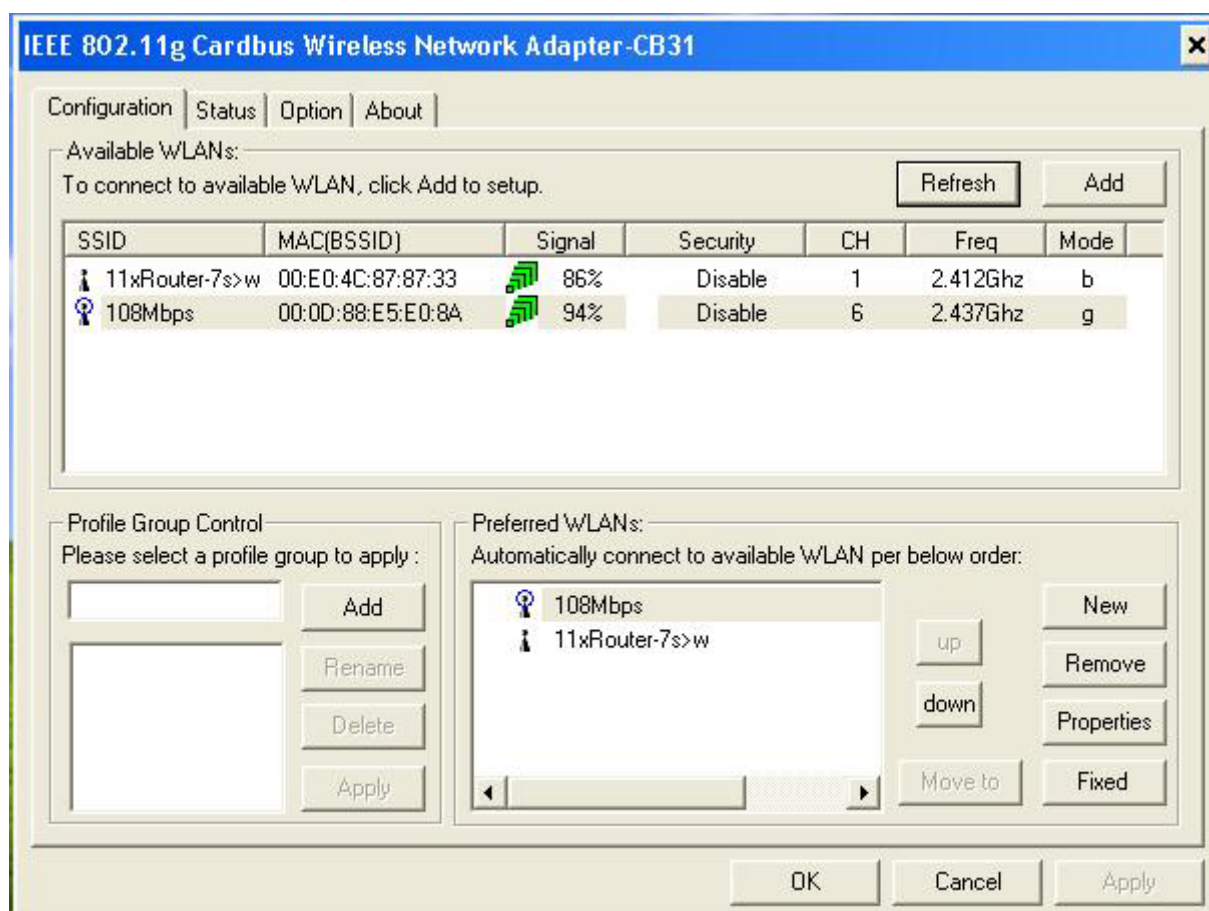 IEEE 802.11g Cardbus Wireless Network Adapter-CB31
Configuration Status Option About
Available WLANs:
To connect to available WLAN, click Add to setup.
Refresh Add
SSID MAC(BSSID) Signal Security CH Freq Mode
11xRouter-7s>w 00:E0:4C:87:87:33 86% Disable 1 2.412Ghz b
108Mbps 00:0D:88:E5:E0:8A 94% Disable 6 2.437Ghz g
Profile Group Control
Please select a profile group to apply :
Add
Rename
Delete
Apply
Preferred WLANs:
Automatically connect to available WLAN per below order:
108Mbps
11xRouter-7s>w
up
down
Move to
New
Remove
Properties
Fixed
OK Cancel Apply